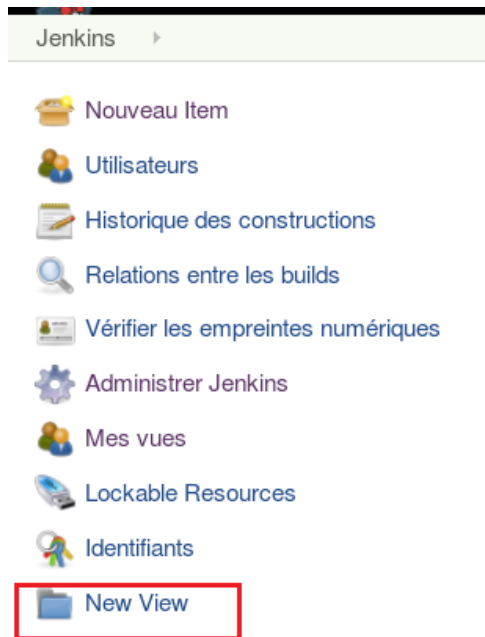 Jenkins
Nouveau Item
Utilisateurs
Historique des constructions
Relations entre les builds
Vérifier les empreintes numériques
Administrer Jenkins
Mes vues
Lockable Resources
Identifiants
New View